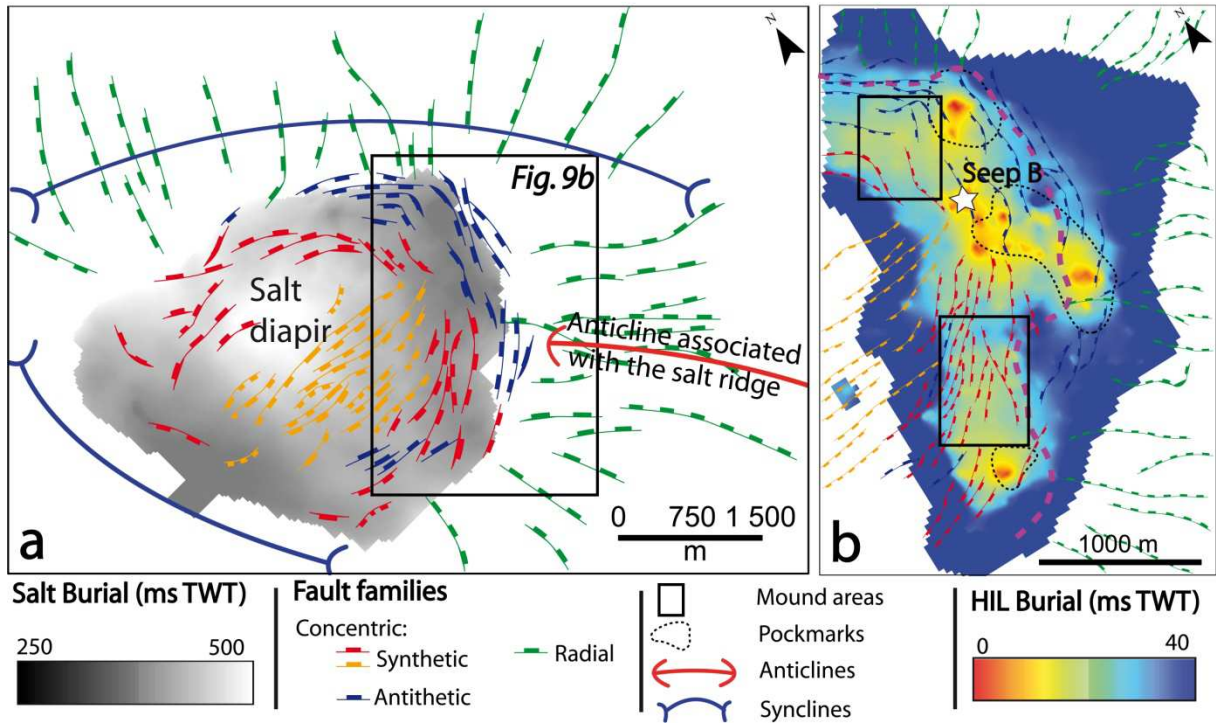 N
Fig. 9b
Salt
diapir
Anticline associated
with the salt ridge
0 750 1 500
m
a
N
Seep B
1000 m
b
Salt Burial (ms TWT)
250 500
Fault families
Concentric:
Synthetic
Antithetic
Radial
Mound areas
Pockmarks
Anticlines
Synclines
HIL Burial (ms TWT)
0 40